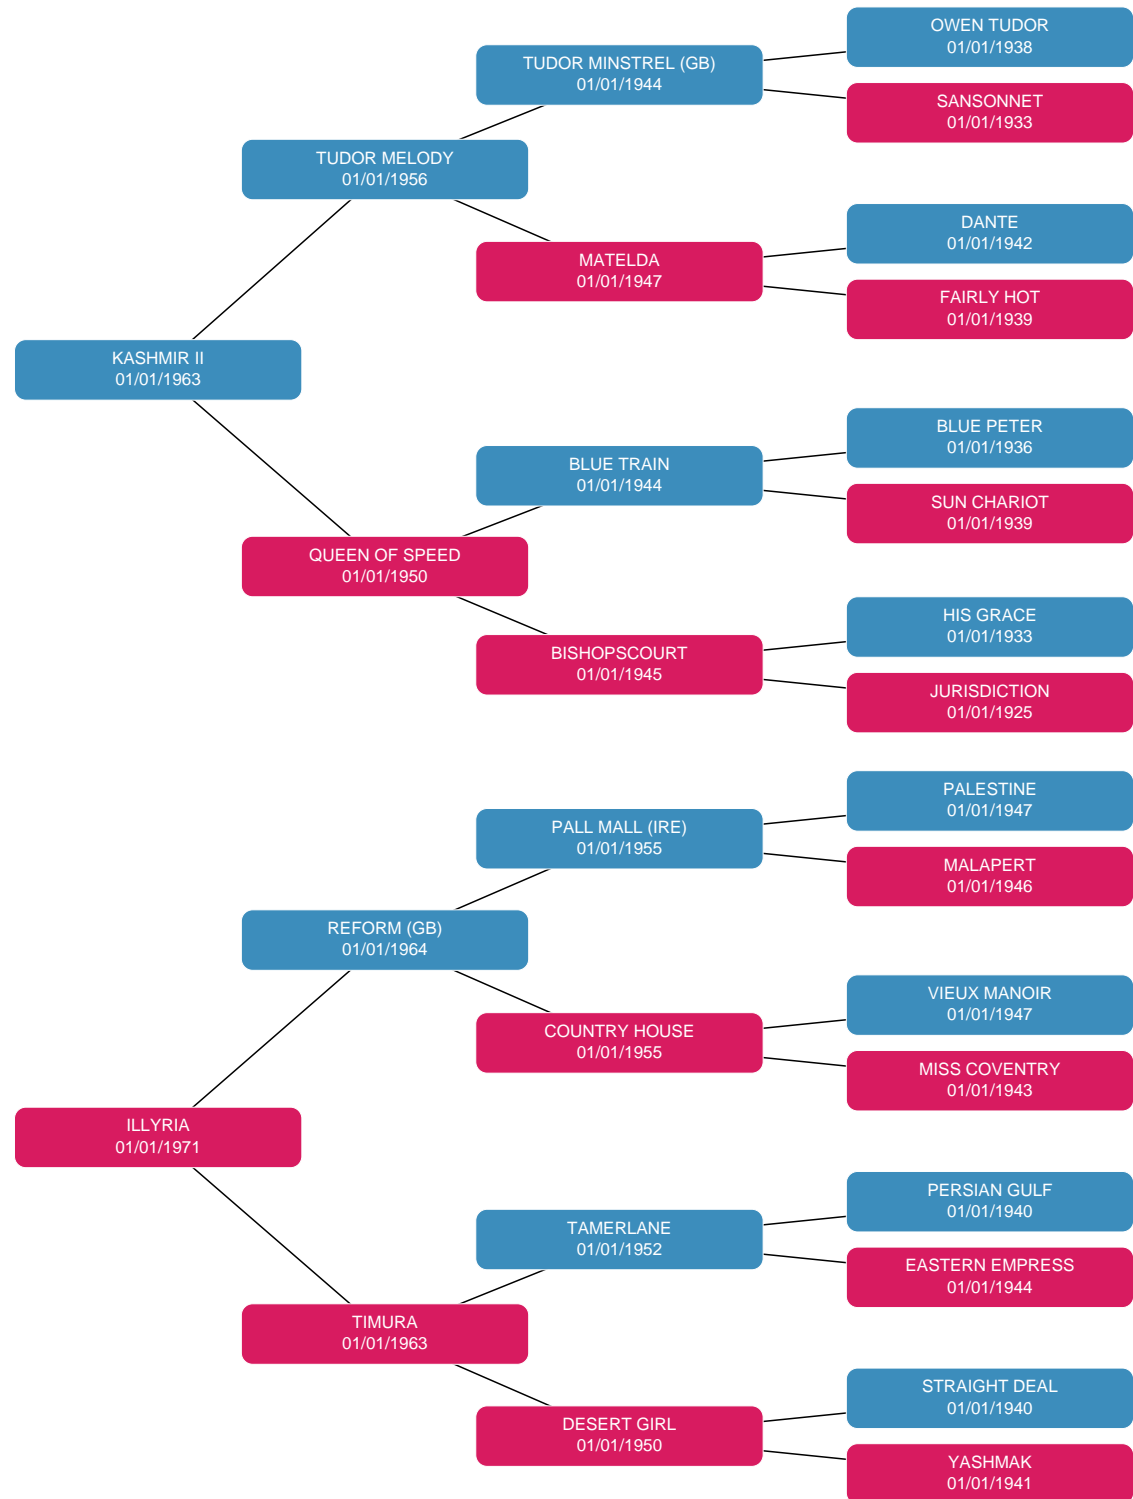 OWEN TUDOR
01/01/1938
TUDOR MINSTREL (GB)
01/01/1944
SANSONNET
01/01/1933
TUDOR MELODY
01/01/1956
DANTE
01/01/1942
MATELDA
01/01/1947
FAIRLY HOT
01/01/1939
KASHMIR II
01/01/1963
BLUE PETER
01/01/1936
BLUE TRAIN
01/01/1944
SUN CHARIOT
01/01/1939
QUEEN OF SPEED
01/01/1950
HIS GRACE
01/01/1933
BISHOPSCOURT
01/01/1945
JURISDICTION
01/01/1925
PALESTINE
01/01/1947
PALL MALL (IRE)
01/01/1955
MALAPERT
01/01/1946
REFORM (GB)
01/01/1964
VIEUX MANOIR
01/01/1947
COUNTRY HOUSE
01/01/1955
MISS COVENTRY
01/01/1943
ILLYRIA
01/01/1971
PERSIAN GULF
01/01/1940
TAMERLANE
01/01/1952
EASTERN EMPRESS
01/01/1944
TIMURA
01/01/1963
STRAIGHT DEAL
01/01/1940
DESERT GIRL
01/01/1950
YASHMAK
01/01/1941